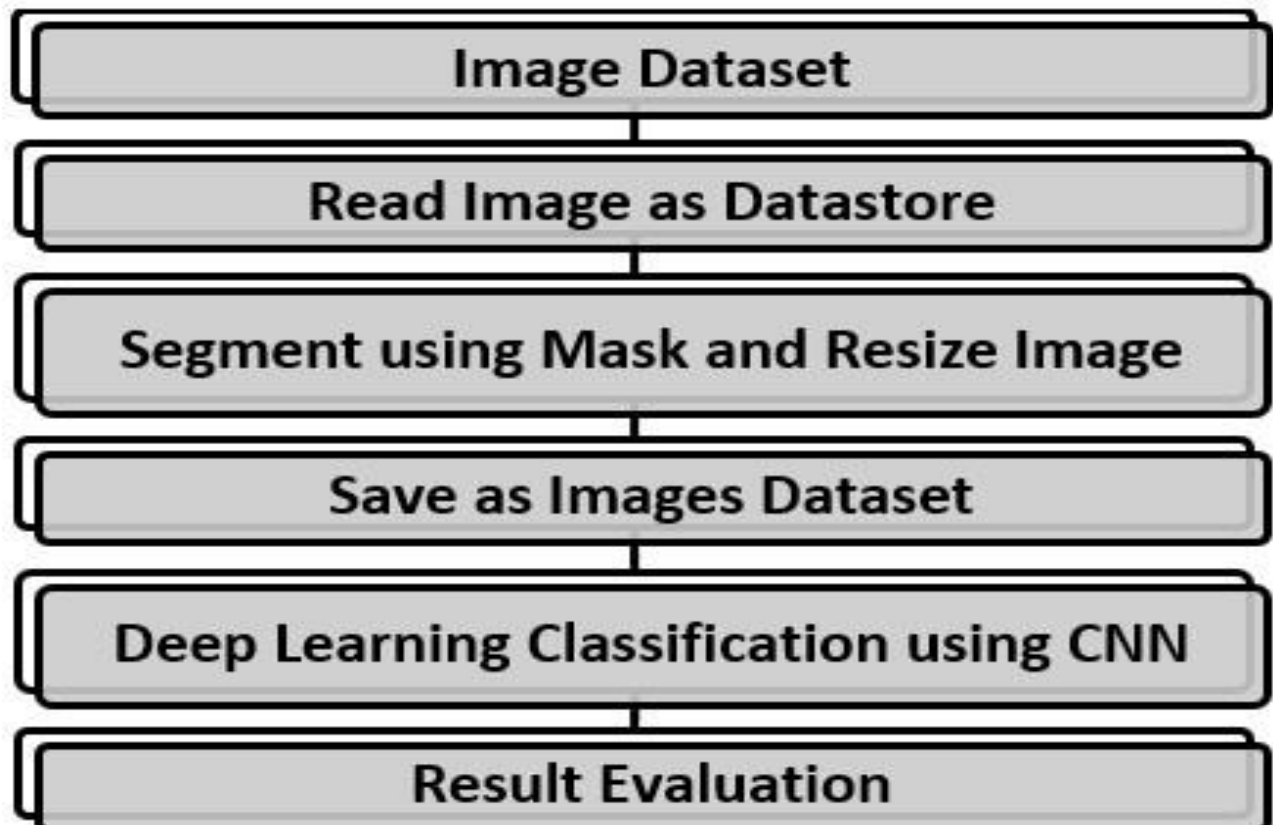 Image Dataset
Read Image as Datastore
Segment using Mask and Resize Image
Save as Images Dataset
Deep Learning Classification using CNN
Result Evaluation